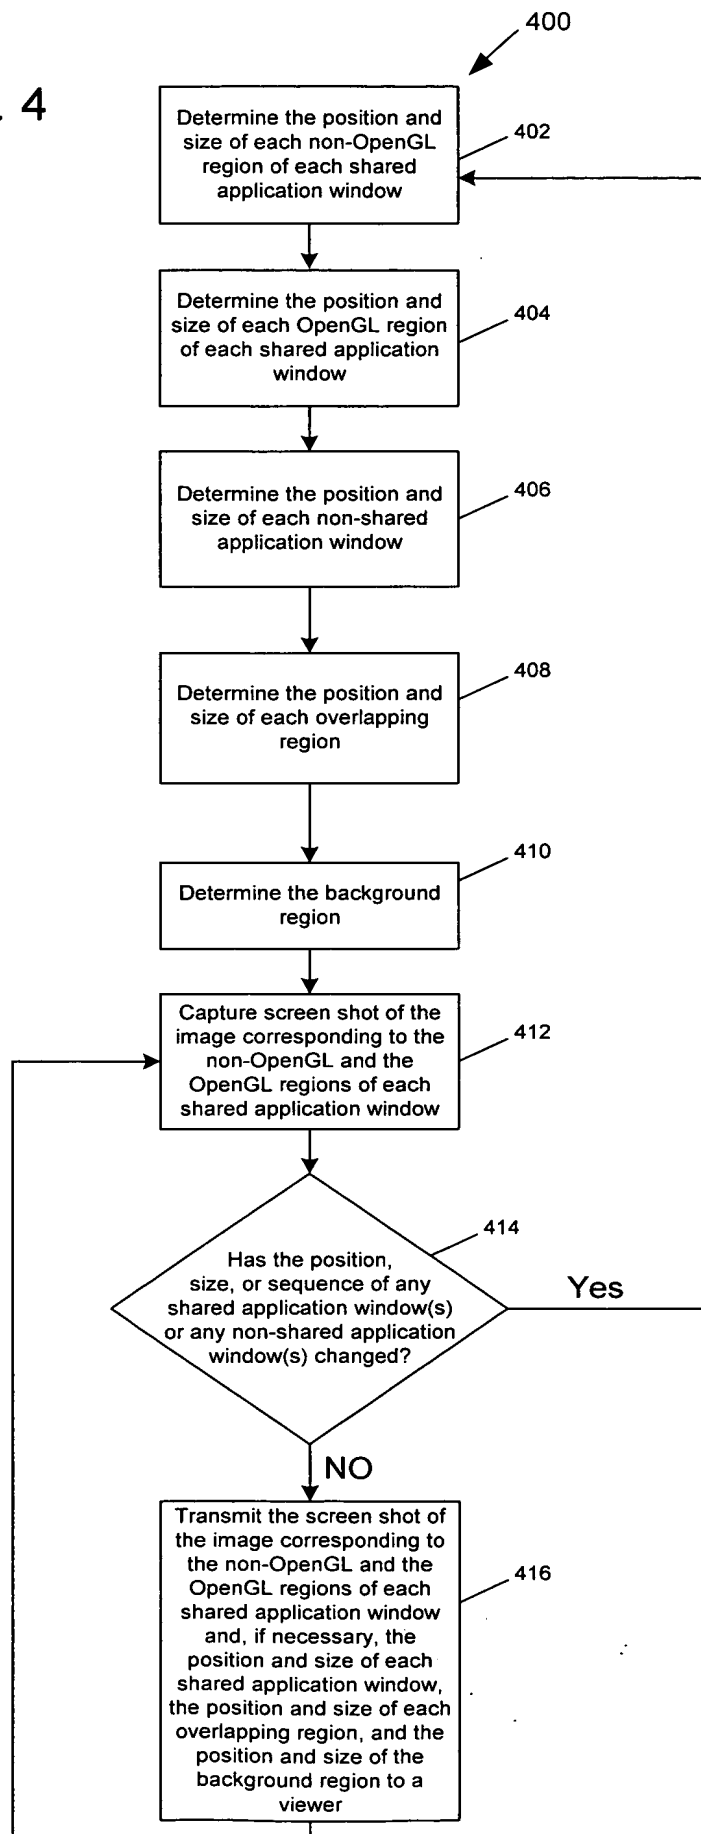 . 4
400
Determine the position and
size of each non-OpenGL
region of each shared
application window
402
Determine the position and
size of each OpenGL region
of each shared application
window
404
Determine the position and
size of each non-shared
application window
406
Determine the position and
size of each overlapping
region
408
Determine the background
region
410
Capture screen shot of the
image corresponding to the
non-OpenGL and the
OpenGL regions of each
shared application window
412
Has the position,
size, or sequence of any
shared application window(s)
or any non-shared application
window(s) changed?
414
Yes
NO
Transmit the screen shot of
the image corresponding to
the non-OpenGL and the
OpenGL regions of each
shared application window
and, if necessary, the
position and size of each
shared application window,
the position and size of each
overlapping region, and the
position and size of the
background region to a
viewer
416